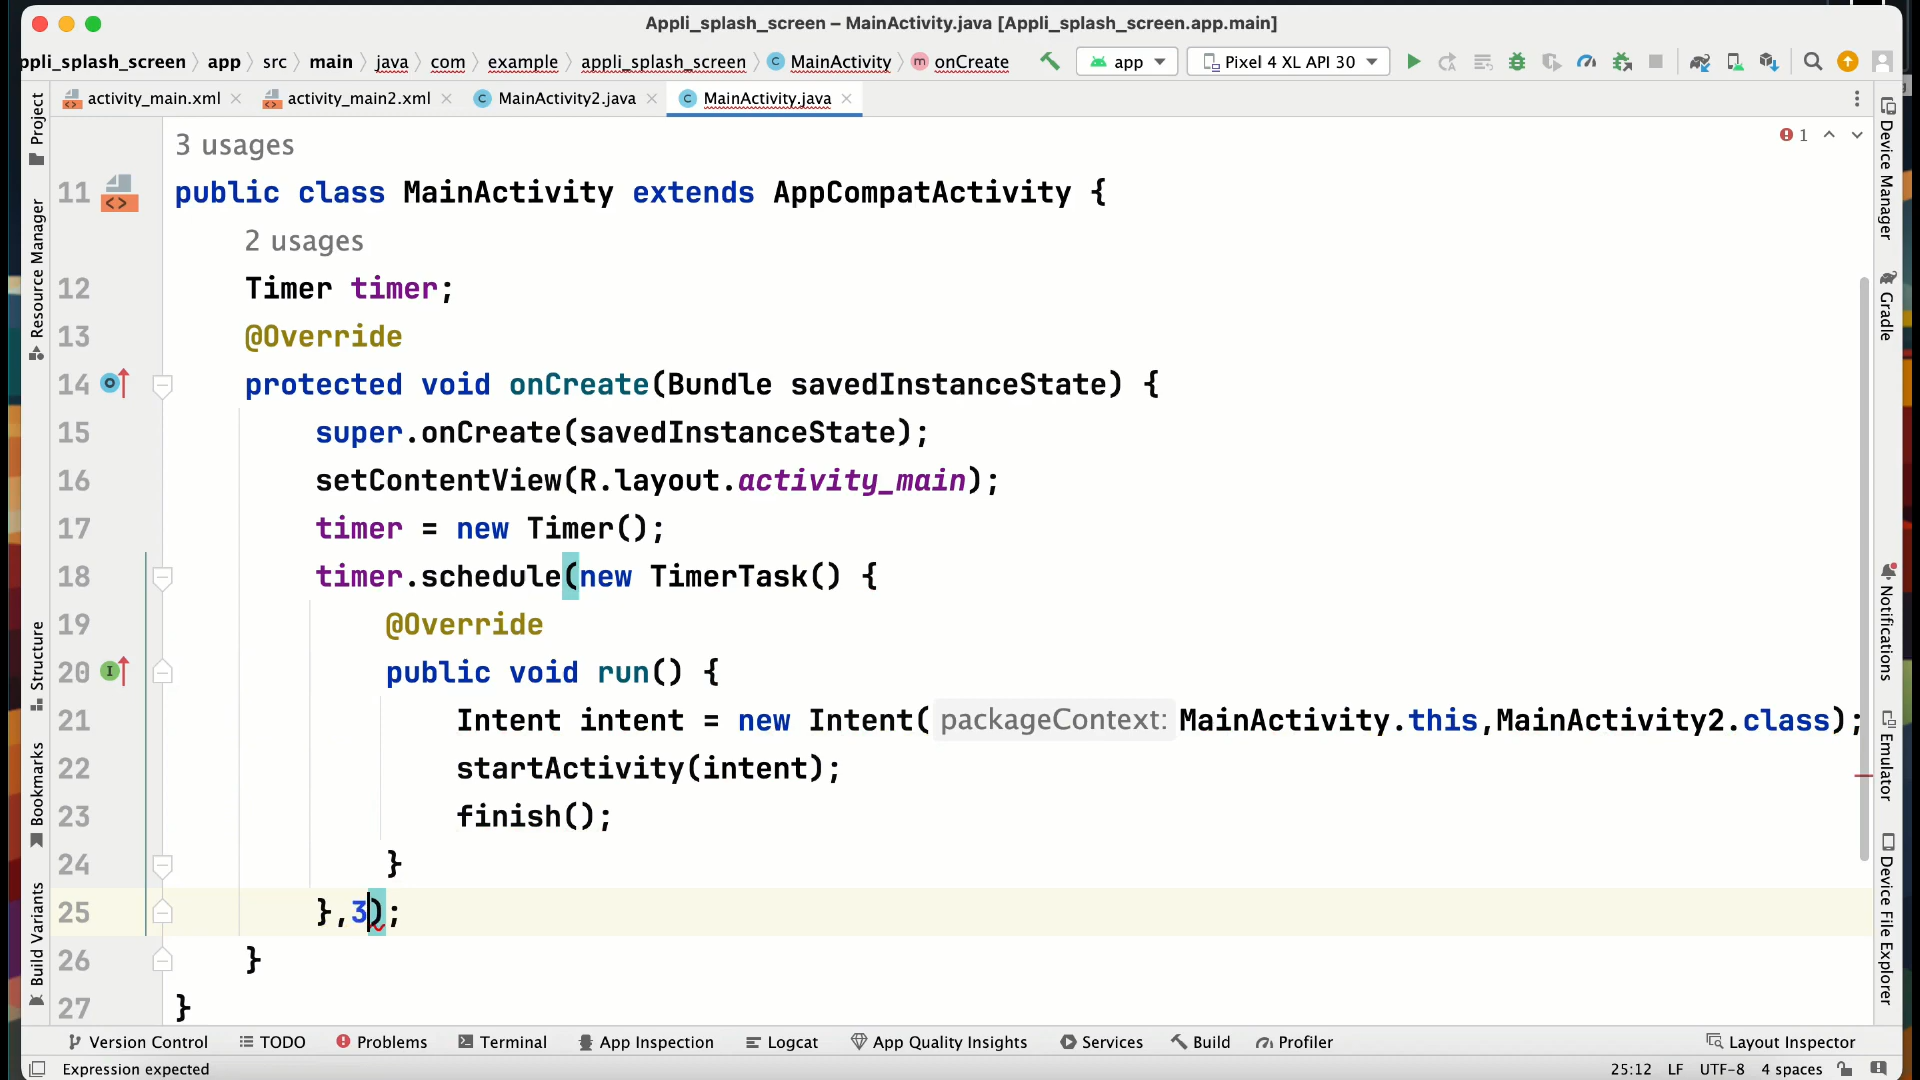 Appli_splash_screen – MainActivity.java [Appli_splash_screen.app.main]
ppli_splash_screen app src main java com example appli_splash_screen MainActivity onCreate app Pixel 4 XL API 30
activity_main.xml activity_main2.xml MainActivity2.java MainActivity.java
3 usages
1
11 public class MainActivity extends AppCompatActivity {
2 usages
12 Timer timer;
13 @Override
14 protected void onCreate(Bundle savedInstanceState) {
15 super.onCreate(savedInstanceState);
16 setContentView(R.layout.activity_main);
17 timer = new Timer();
18 timer.schedule(new TimerTask() {
19 @Override
20 public void run() {
21 Intent intent = new Intent( packageContext: MainActivity.this,MainActivity2.class);
22 startActivity(intent);
23 finish();
24 }
25 },3);
26 }
27 }
Project
Resource Manager
Structure
Bookmarks
Build Variants
Device Manager
Gradle
Notifications
Emulator
Device File Explorer
Version Control TODO Problems Terminal App Inspection Logcat App Quality Insights Services Build Profiler Layout Inspector
Expression expected 25:12 LF UTF-8 4 spaces